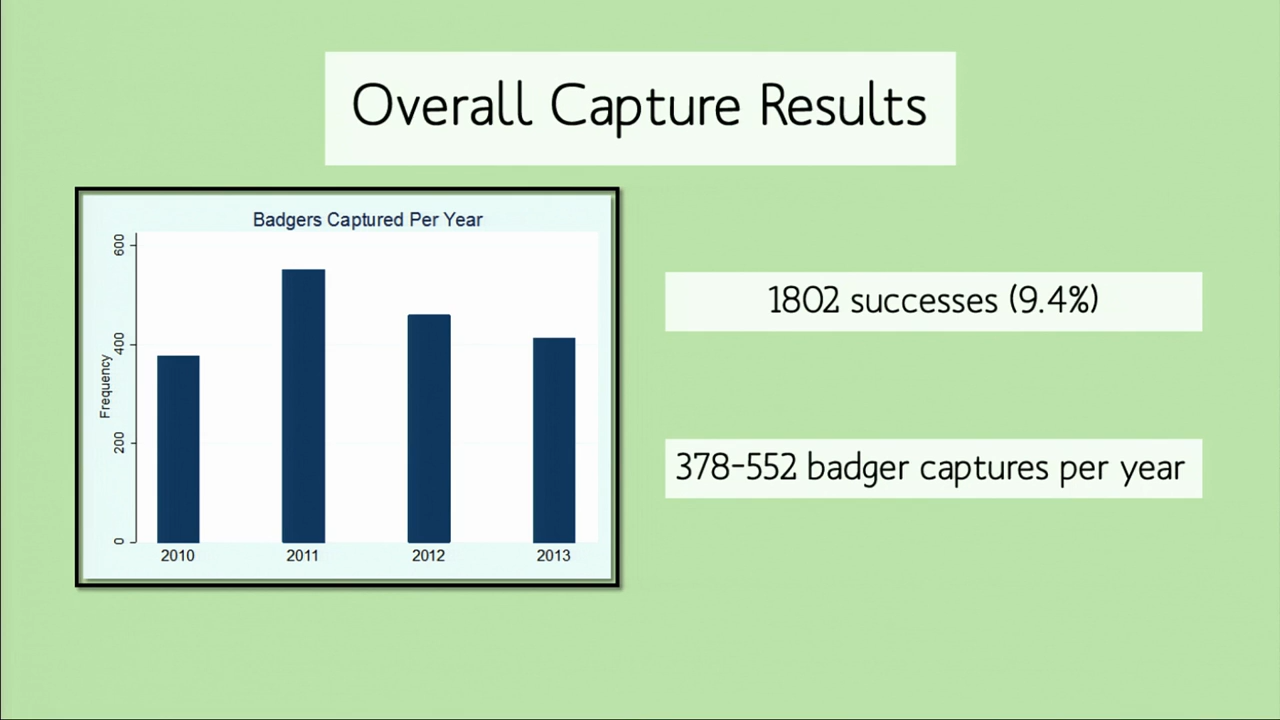 Overall Capture Results
Badgers Captured Per Year
Frequency
600
400
200
0
2010 2011 2012 2013
1802 successes (9.4%)
378-552 badger captures per year